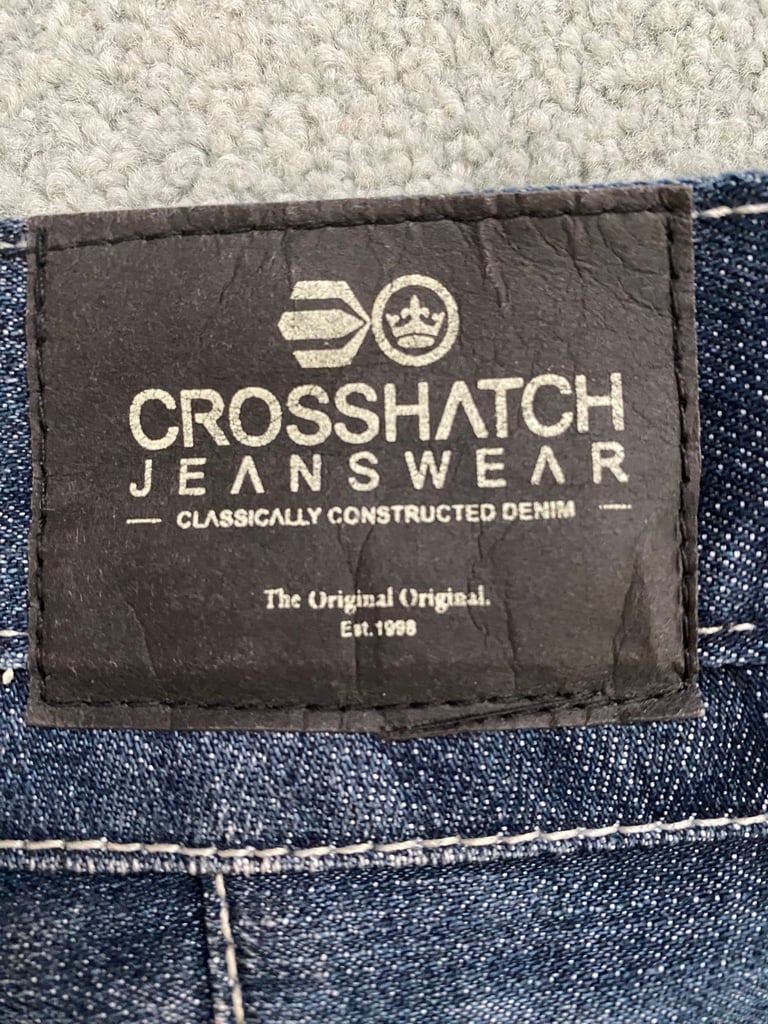 CROSSHATCH
JEANSWEAR
CLASSICALLY CONSTRUCTED DENIM
The Original Original.
Est.1998